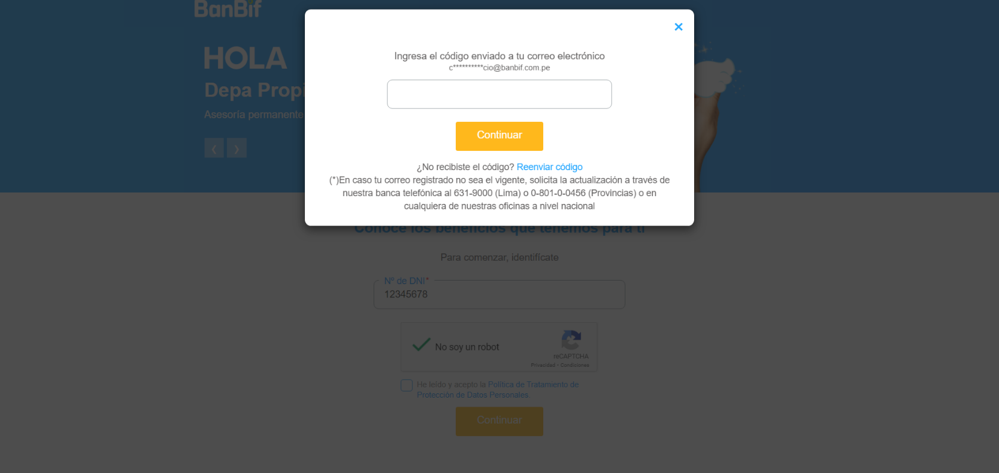 BanBif
HOLA
Depa Propi
Asesoría permanente
Ingresa el código enviado a tu correo electrónico
c**********cio@banbif.com.pe
Continuar
¿No recibiste el código? Reenviar código
(*)En caso tu correo registrado no sea el vigente, solicita la actualización a través de
nuestra banca telefónica al 631-9000 (Lima) o 0-801-0-0456 (Provincias) o en
cualquiera de nuestras oficinas a nivel nacional
Conoce los beneficios que tenemos para ti
Para comenzar, identifícate
Nº de DNI*
12345678
No soy un robot
reCAPTCHA
Privacidad - Condiciones
He leído y acepto la Política de Tratamiento de
Protección de Datos Personales.
Continuar